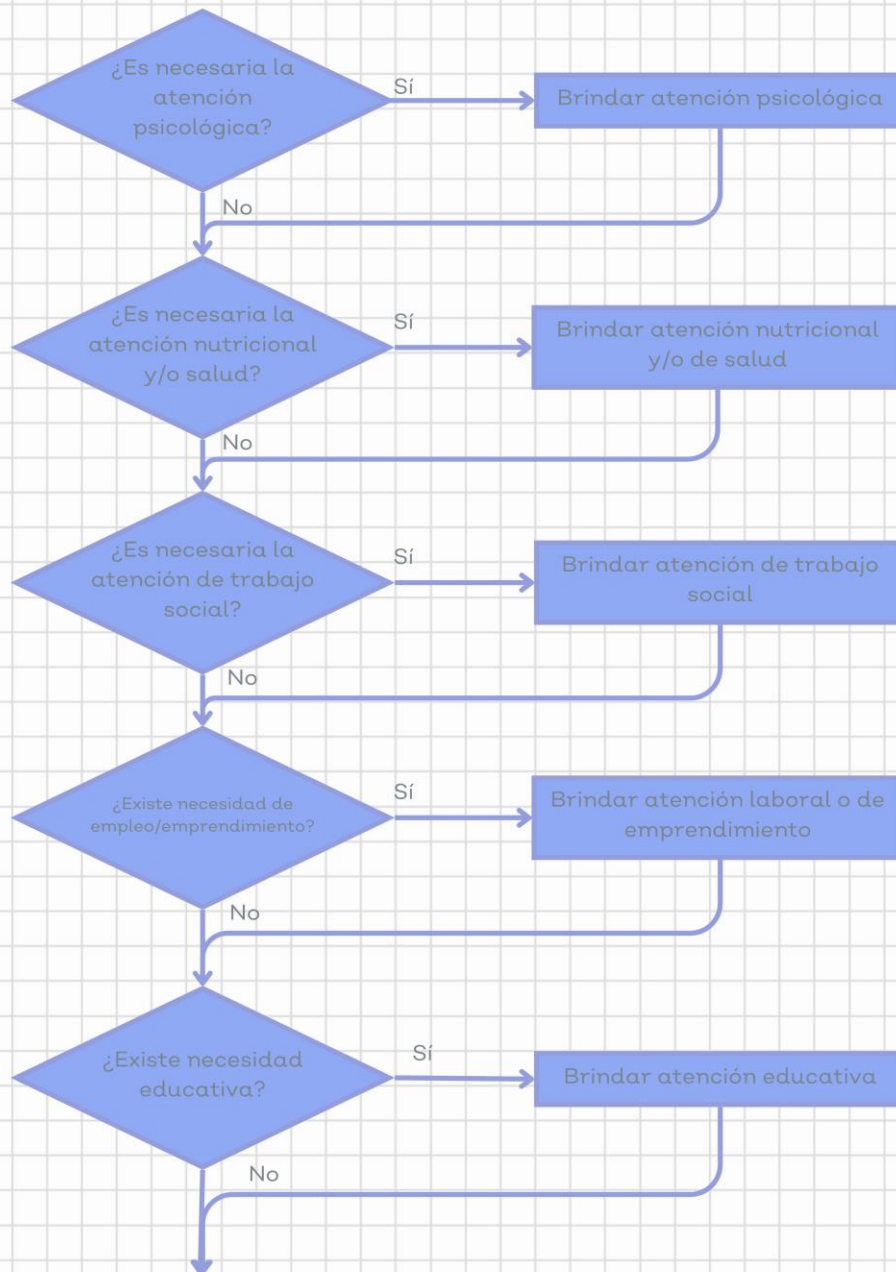 ¿Es necesaria la
atención
psicológica?
Sí
Brindar atención psicológica
No
¿Es necesaria la
atención nutricional
y/o salud?
Sí
Brindar atención nutricional
y/o de salud
No
¿Es necesaria la
atención de trabajo
social?
Sí
Brindar atención de trabajo
social
No
¿Existe necesidad de
empleo/emprendimiento?
Sí
Brindar atención laboral o de
emprendimiento
No
¿Existe necesidad
educativa?
Sí
Brindar atención educativa
No